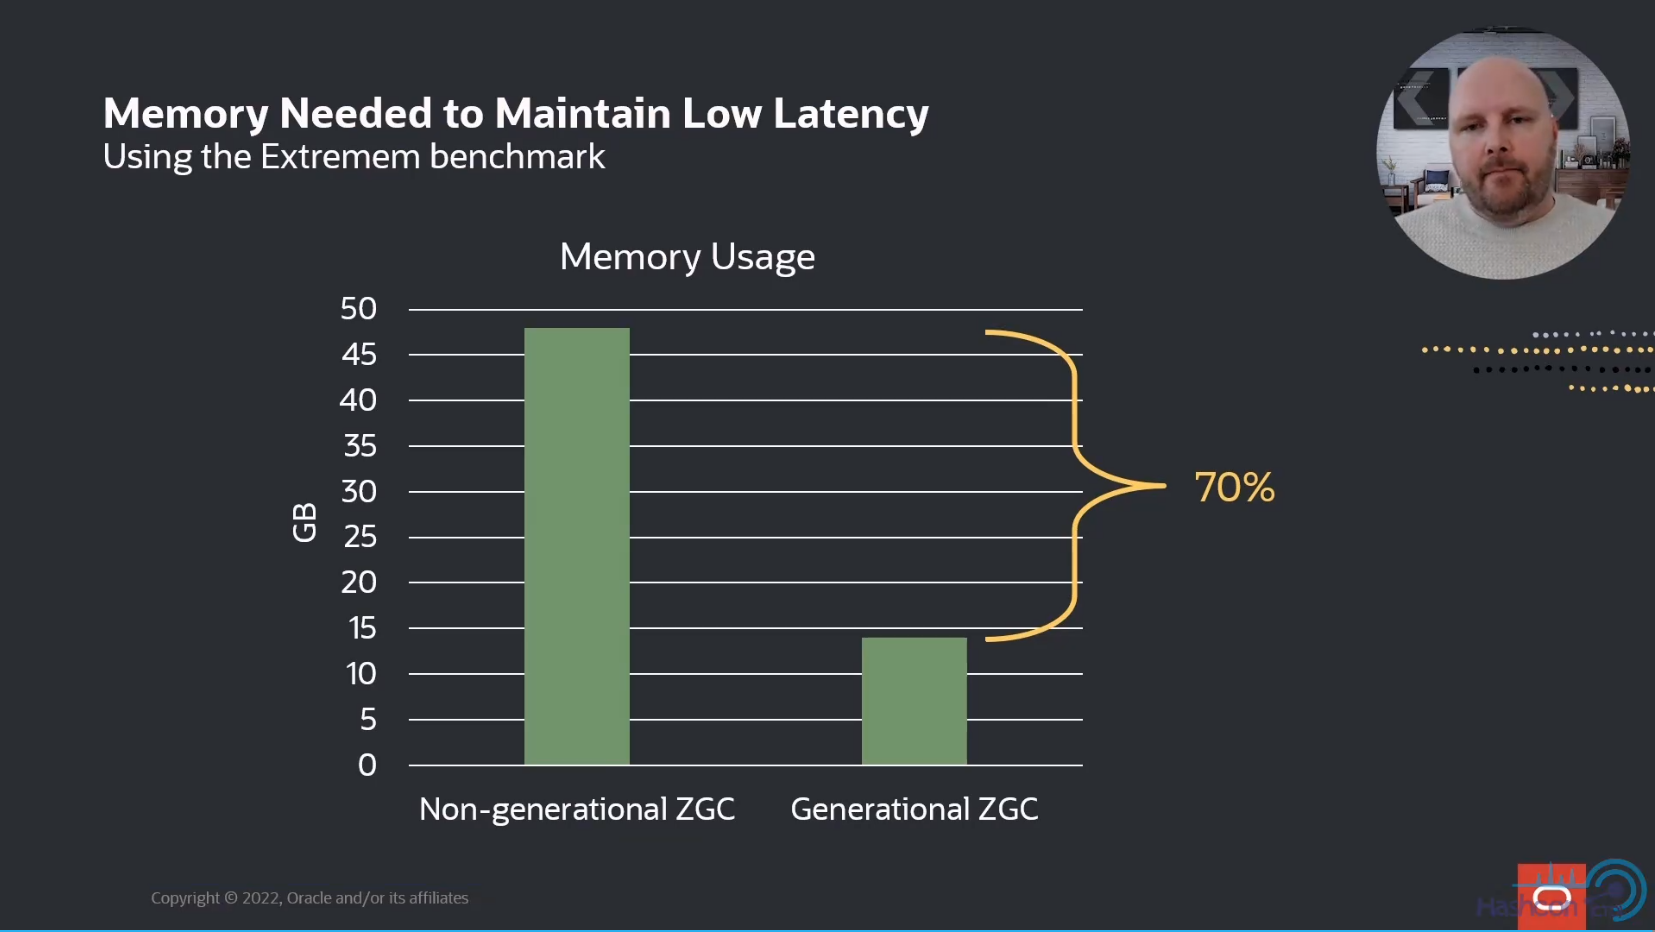 Memory Needed to Maintain Low Latency
Using the Extremem benchmark
Memory Usage
50
45
40
35
30
25
20
15
10
5
0
GB
70%
Non-generational ZGC
Generational ZGC
Copyright © 2022, Oracle and/or its affiliates